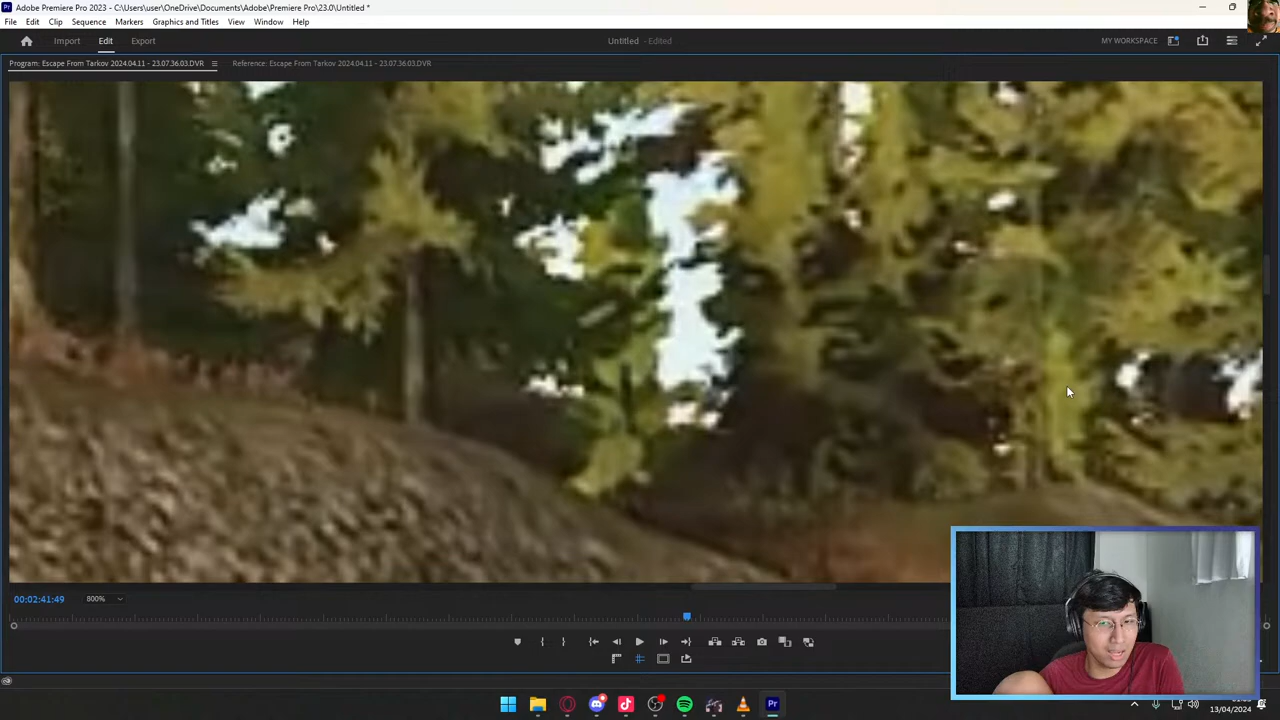 Adobe Premiere Pro 2023 - C:\Users\user\OneDrive\Documents\Adobe\Premiere Pro\23.0\Untitled *
File Edit Clip Sequence Markers Graphics and Titles View Window Help
Import Edit Export
Untitled - Edited
MY WORKSPACE
Program: Escape From Tarkov 2024.04.11 - 23.07.36.03.DVR
Reference: Escape From Tarkov 2024.04.11 - 23.07.36.03.DVR
00:02:41:49
800%
Pr
13/04/2024